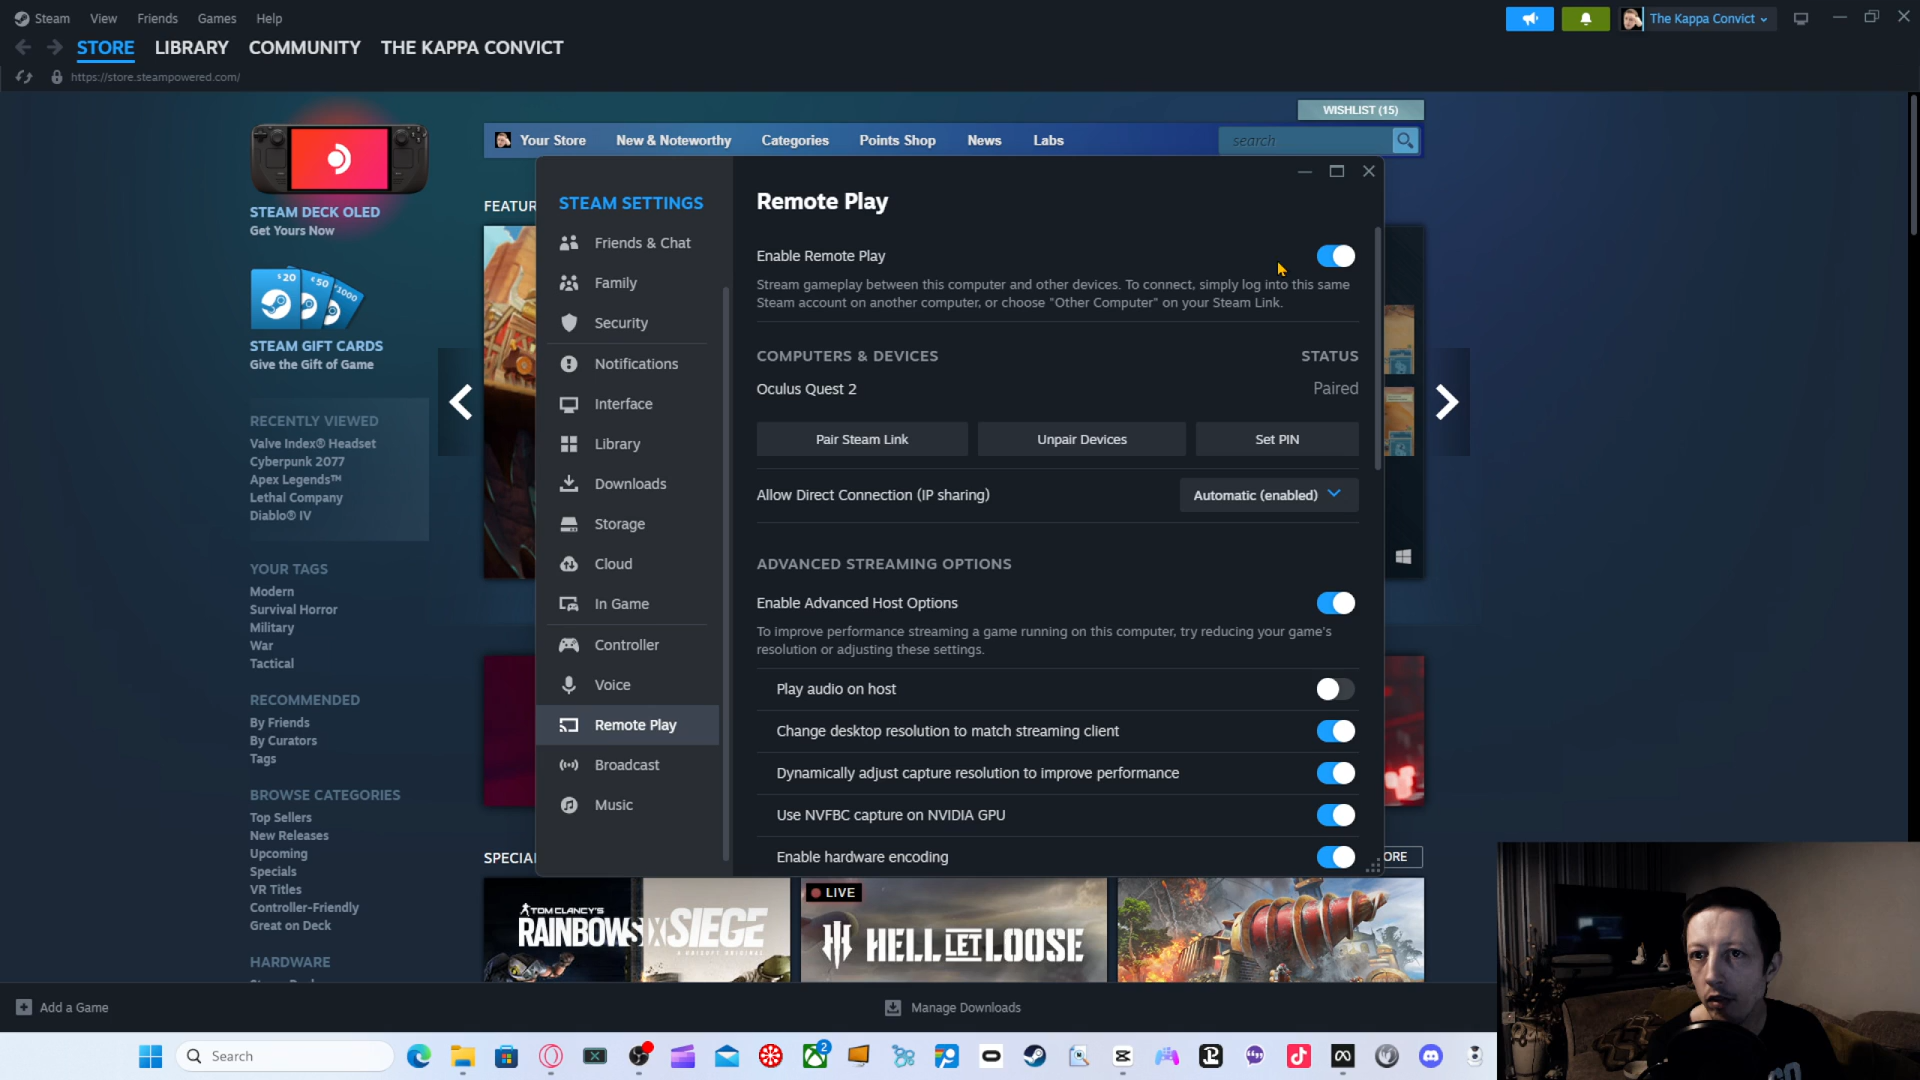 Steam View Friends Games Help
The Kappa Convict
STORE LIBRARY COMMUNITY THE KAPPA CONVICT
https://store.steampowered.com/
WISHLIST (15)
Your Store New & Noteworthy Categories Points Shop News Labs
search
STEAM DECK OLED
Get Yours Now
$20 €50 ¥1000
STEAM GIFT CARDS
Give the Gift of Game
RECENTLY VIEWED
Valve Index® Headset
Cyberpunk 2077
Apex Legends™
Lethal Company
Diablo® IV
YOUR TAGS
Modern
Survival Horror
Military
War
Tactical
RECOMMENDED
By Friends
By Curators
Tags
BROWSE CATEGORIES
Top Sellers
New Releases
Upcoming
Specials
VR Titles
Controller-Friendly
Great on Deck
HARDWARE
FEATUR
SPECIA
STEAM SETTINGS
Friends & Chat
Family
Security
Notifications
Interface
Library
Downloads
Storage
Cloud
In Game
Controller
Voice
Remote Play
Broadcast
Music
Remote Play
Enable Remote Play
Stream gameplay between this computer and other devices. To connect, simply log into this same
Steam account on another computer, or choose "Other Computer" on your Steam Link.
COMPUTERS & DEVICES STATUS
Oculus Quest 2 Paired
Pair Steam Link Unpair Devices Set PIN
Allow Direct Connection (IP sharing) Automatic (enabled)
ADVANCED STREAMING OPTIONS
Enable Advanced Host Options
To improve performance streaming a game running on this computer, try reducing your game's
resolution or adjusting these settings.
Play audio on host
Change desktop resolution to match streaming client
Dynamically adjust capture resolution to improve performance
Use NVFBC capture on NVIDIA GPU
Enable hardware encoding
ORE
TOM CLANCY'S
RAINBOW SIX SIEGE
LIVE
HELL LET LOOSE
Add a Game
Manage Downloads
Search
2